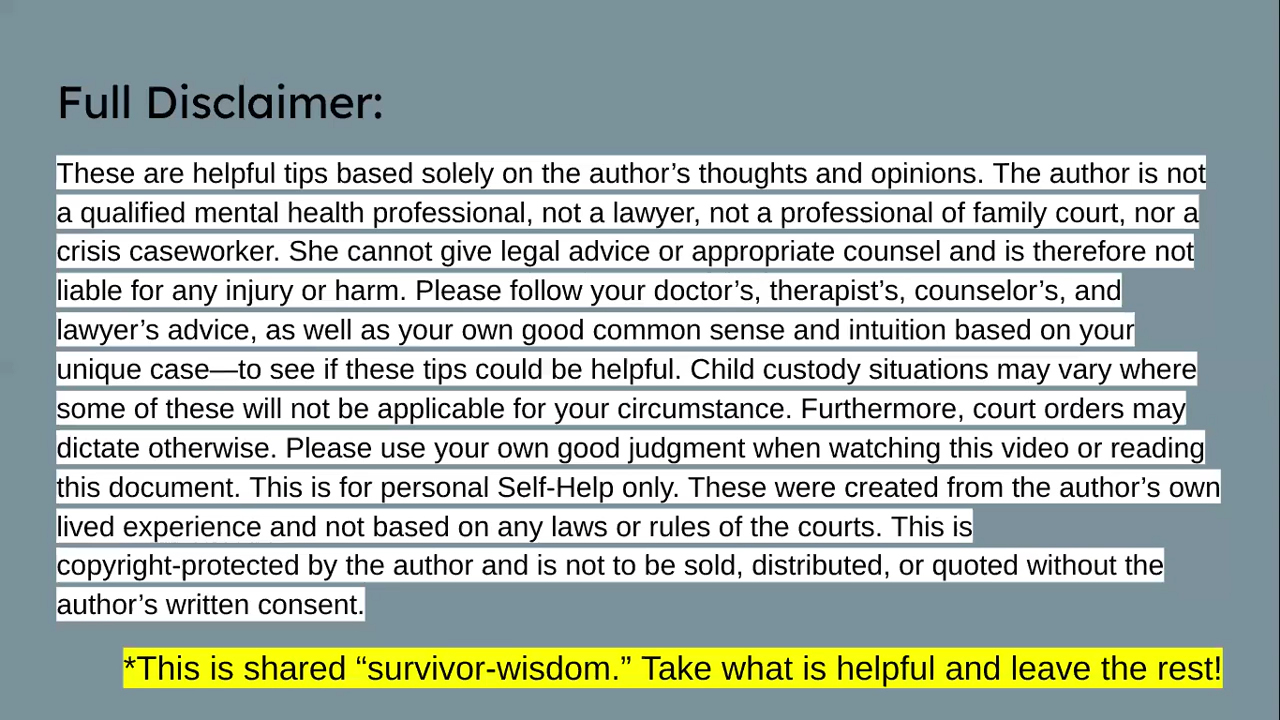 Full Disclaimer:
These are helpful tips based solely on the author’s thoughts and opinions. The author is not
a qualified mental health professional, not a lawyer, not a professional of family court, nor a
crisis caseworker. She cannot give legal advice or appropriate counsel and is therefore not
liable for any injury or harm. Please follow your doctor’s, therapist’s, counselor’s, and
lawyer’s advice, as well as your own good common sense and intuition based on your
unique case—to see if these tips could be helpful. Child custody situations may vary where
some of these will not be applicable for your circumstance. Furthermore, court orders may
dictate otherwise. Please use your own good judgment when watching this video or reading
this document. This is for personal Self-Help only. These were created from the author’s own
lived experience and not based on any laws or rules of the courts. This is
copyright-protected by the author and is not to be sold, distributed, or quoted without the
author’s written consent.
*This is shared “survivor-wisdom.” Take what is helpful and leave the rest!